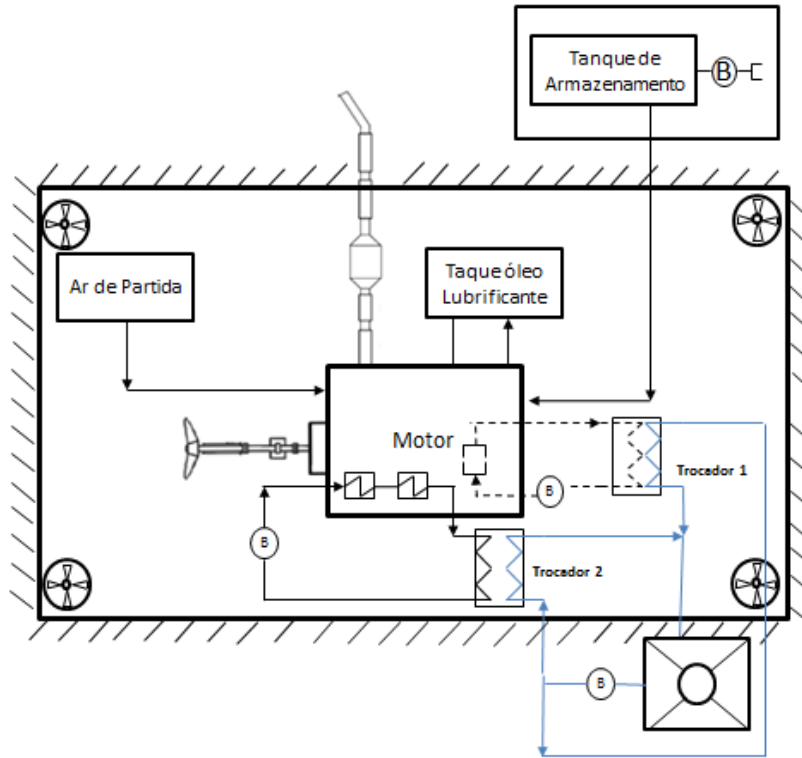 Tanque de
Armazenamento
B
Ar de Partida
Taque óleo
Lubrificante
Motor
Trocador 1
B
B
Trocador 2
B